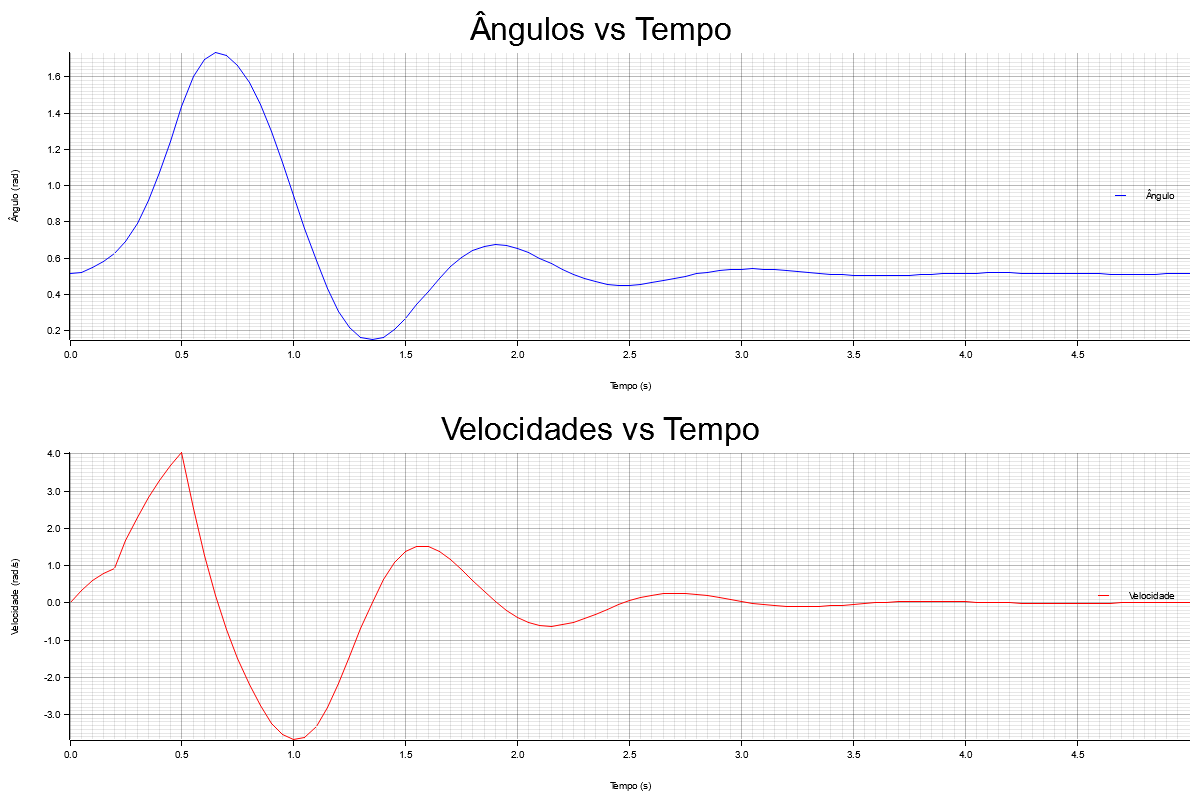 Ângulos vs Tempo
1.6
1.4
1.2
1.0
0.8
0.6
0.4
0.2
Ângulo (rad)
Ângulo
0.0 0.5 1.0 1.5 2.0 2.5 3.0 3.5 4.0 4.5
Tempo (s)
Velocidades vs Tempo
4.0
3.0
2.0
1.0
0.0
-1.0
-2.0
-3.0
Velocidade (rad/s)
Velocidade
0.0 0.5 1.0 1.5 2.0 2.5 3.0 3.5 4.0 4.5
Tempo (s)